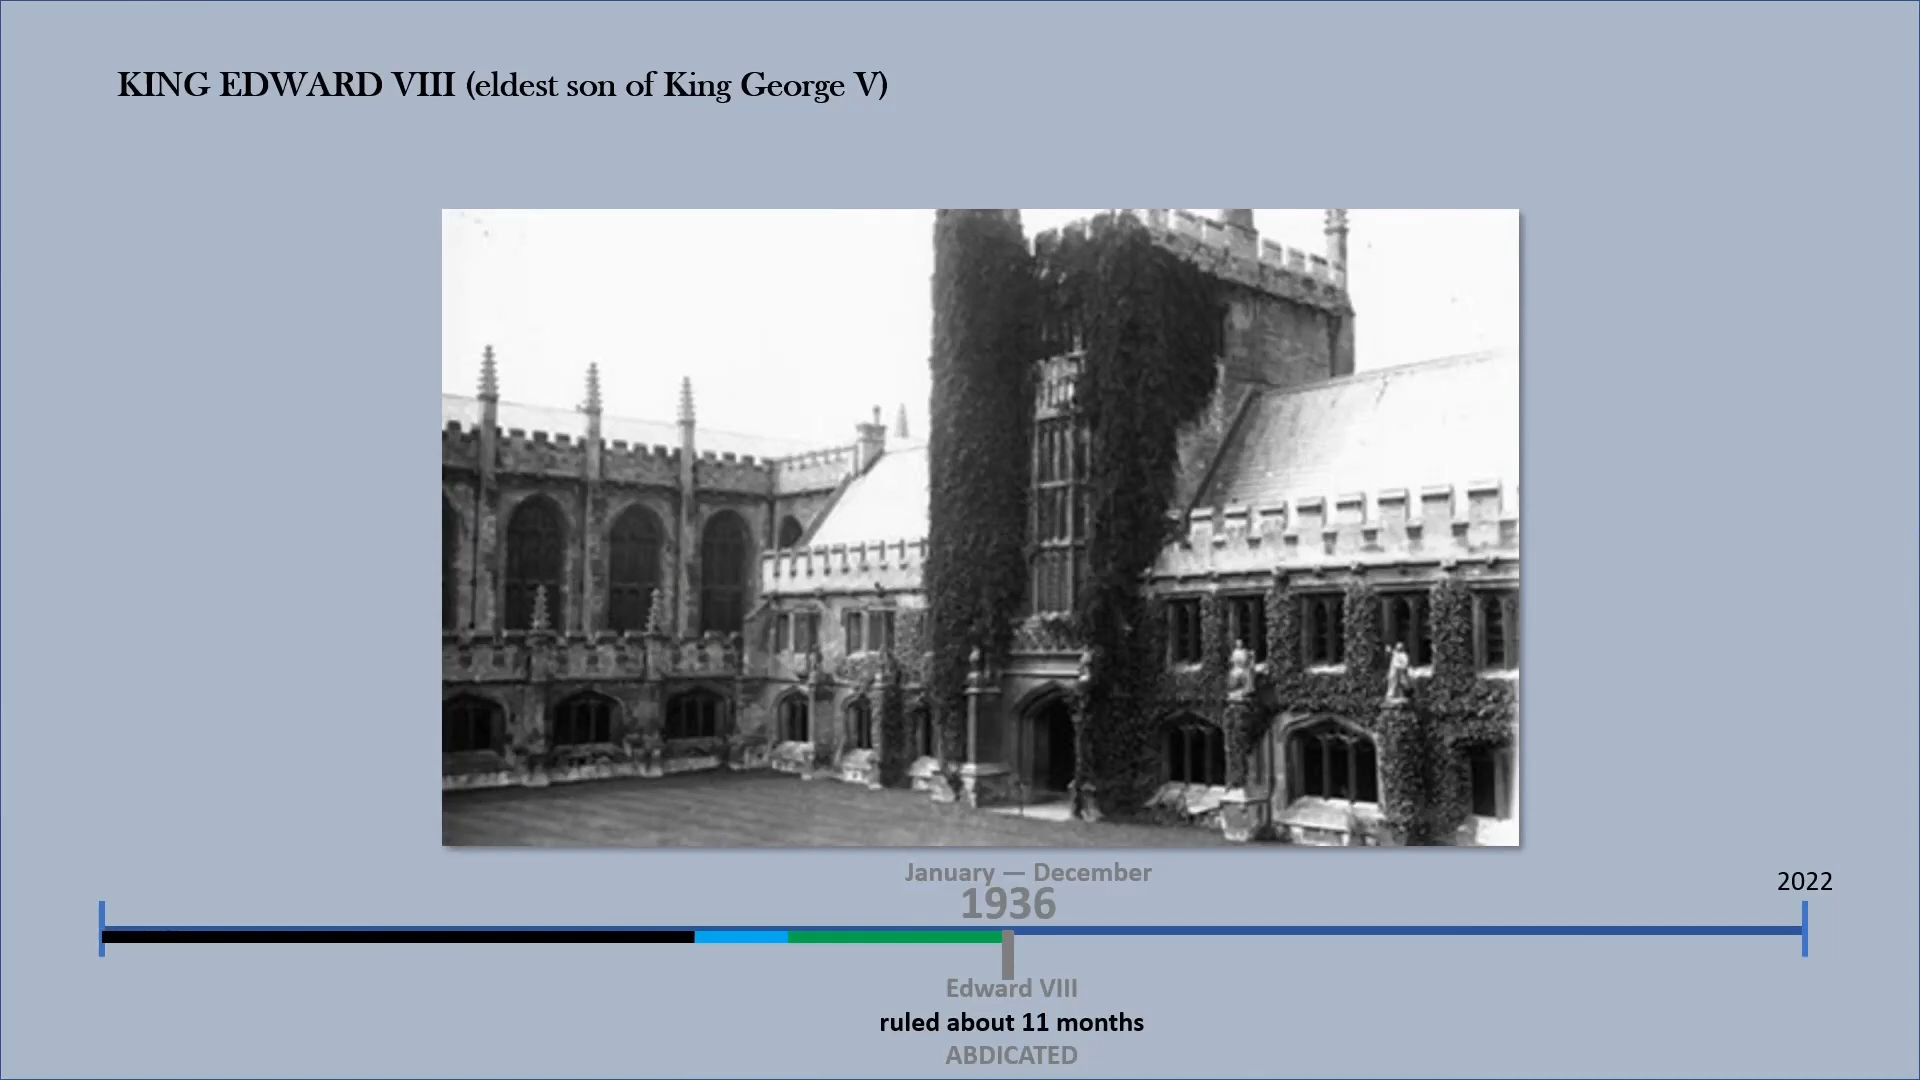 KING EDWARD VIII (eldest son of King George V)
January — December
1936
2022
Edward VIII
ruled about 11 months
ABDICATED